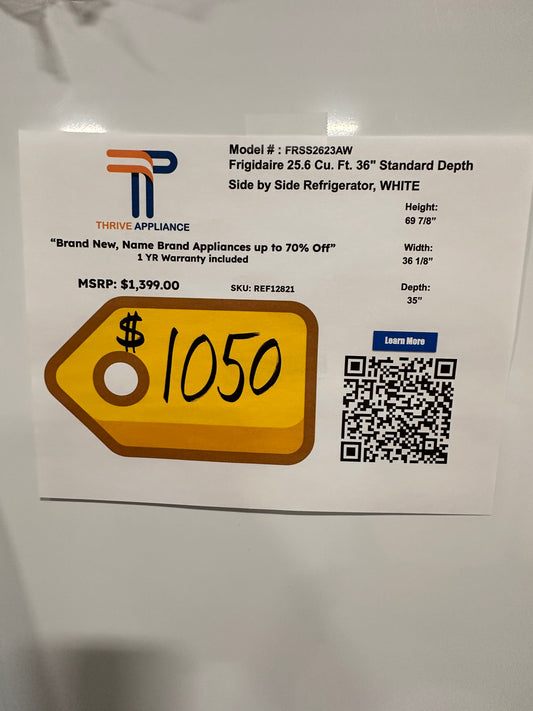 Model # : FRSS2623AW
Frigidaire 25.6 Cu. Ft. 36" Standard Depth
Side by Side Refrigerator, WHITE
THRIVE APPLIANCE
“Brand New, Name Brand Appliances up to 70% Off”
1 YR Warranty included
Height:
69 7/8"
Width:
36 1/8"
Depth:
35"
MSRP: $1,399.00
SKU: REF12821
$1050
Learn More